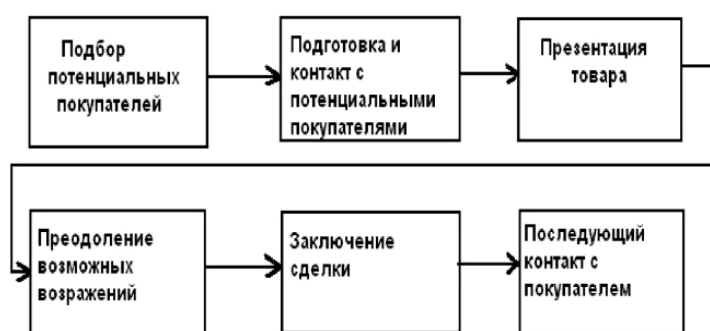 Подбор
потенциальных
покупателей
Подготовка и
контакт с
потенциальными
покупателями
Презентация
товара
Преодоление
возможных
возражений
Заключение
сделки
Последующий
контакт с
покупателем